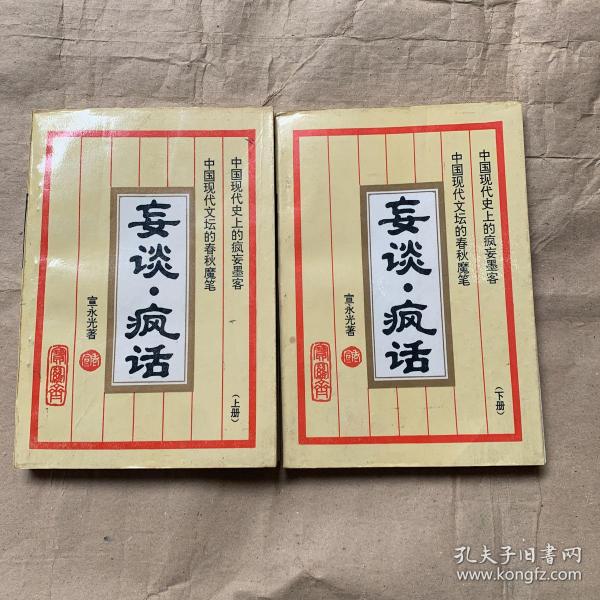 中国现代史上的疯妄墨客
中国现代文坛的春秋魔笔
妄谈·疯话
宣永光著
(上册)
中国现代史上的疯妄墨客
中国现代文坛的春秋魔笔
妄谈·疯话
宣永光著
(下册)
孔夫子旧书网
www.kongfz.com